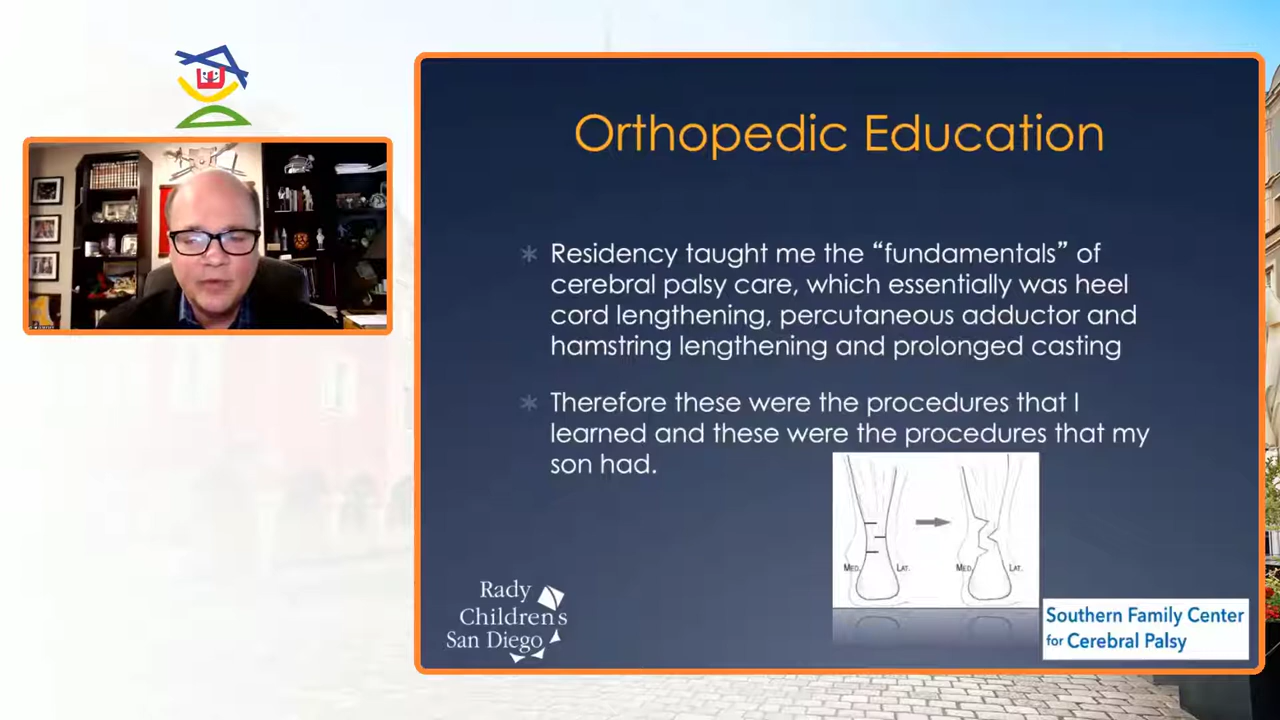 Orthopedic Education
Residency taught me the “fundamentals” of
cerebral palsy care, which essentially was heel
cord lengthening, percutaneous adductor and
hamstring lengthening and prolonged casting
Therefore these were the procedures that I
learned and these were the procedures that my
son had.
MED. LAT. MED. LAT.
Rady
Children's
San Diego
Southern Family Center
for Cerebral Palsy